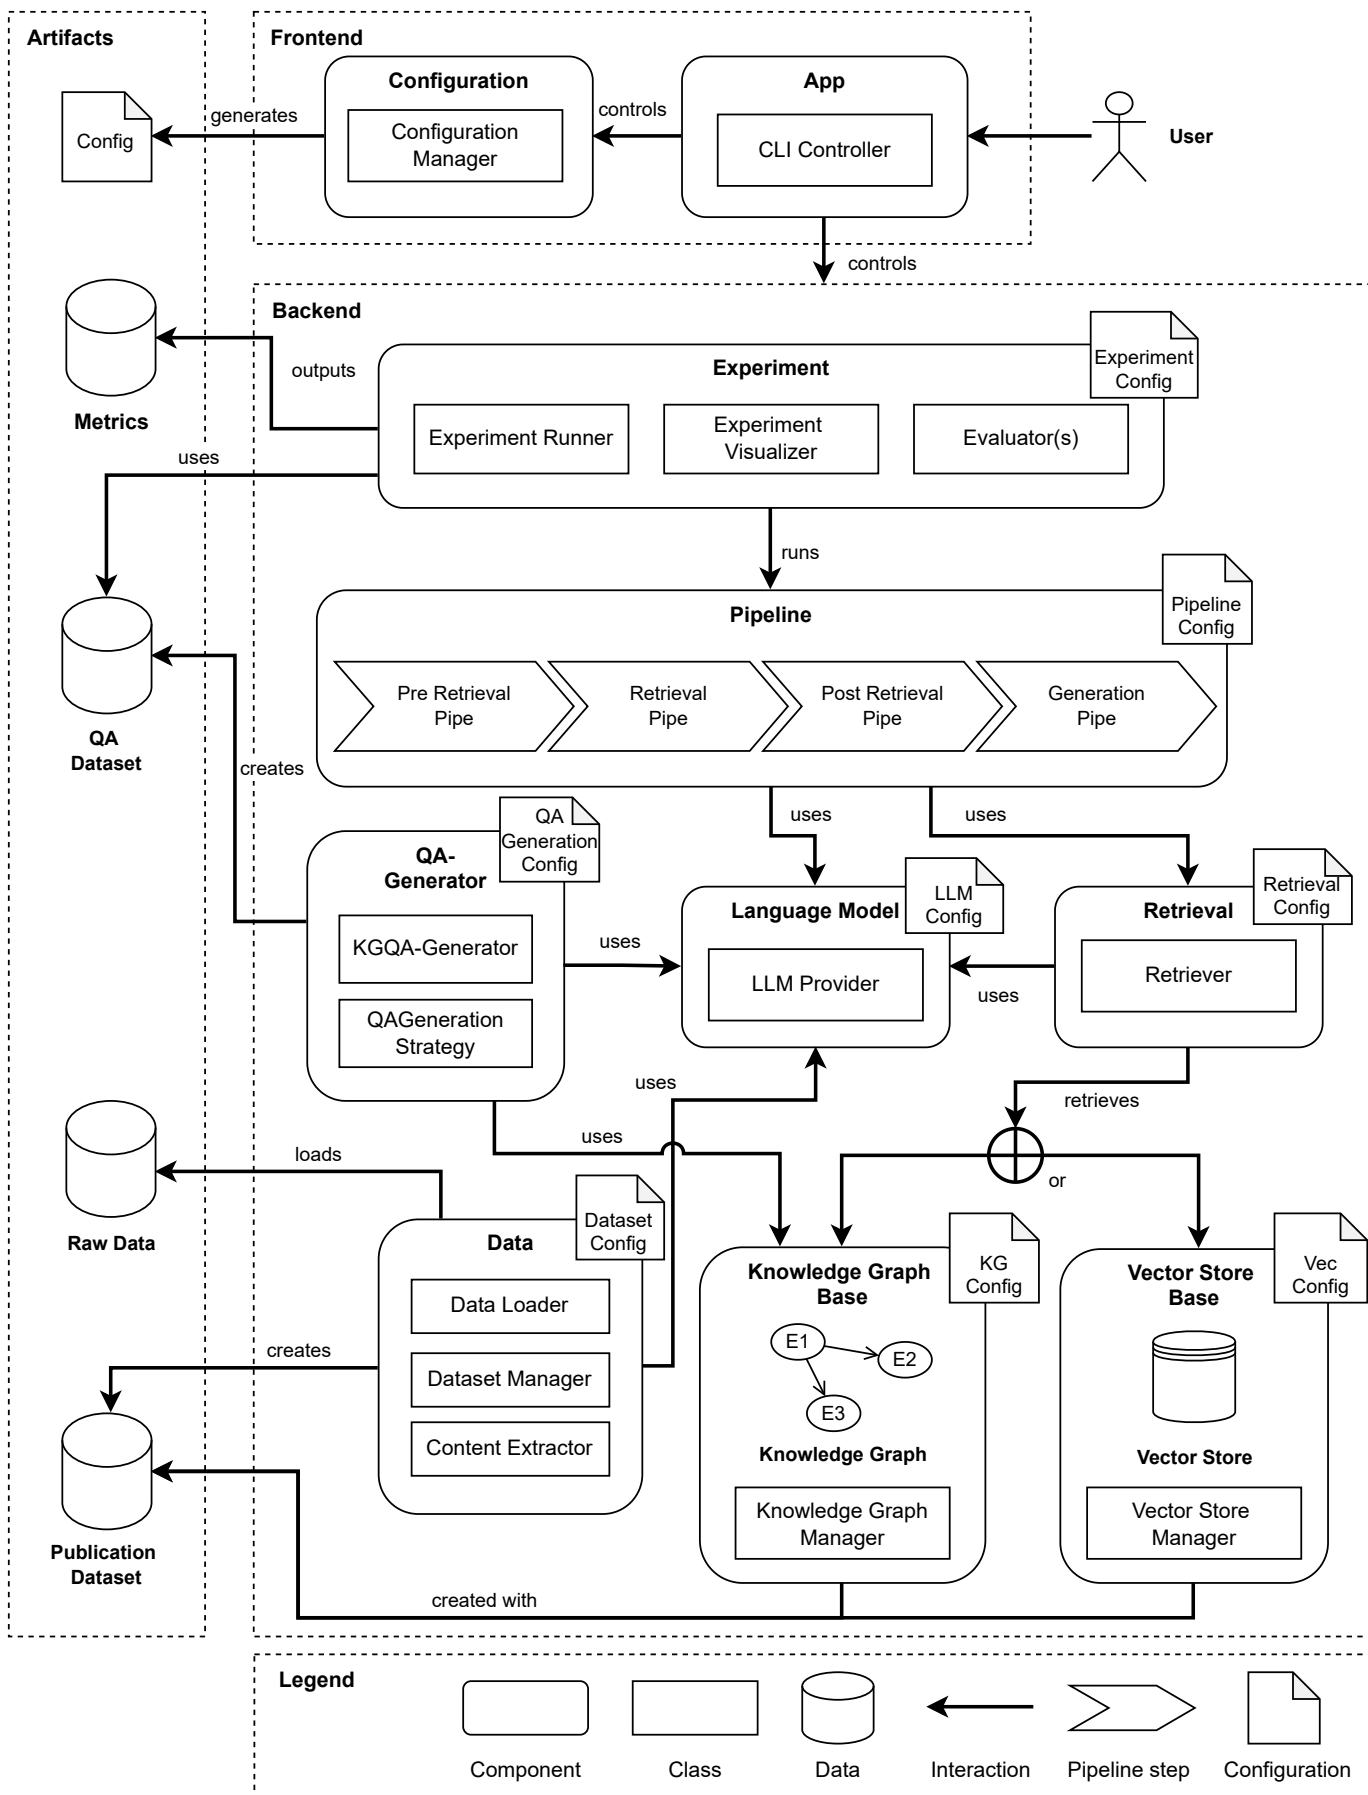 Artifacts
Frontend
Configuration
App
Config
generates
Configuration
Manager
controls
CLI Controller
User
controls
Backend
Metrics
outputs
Experiment
Experiment
Config
Experiment Runner
Experiment
Visualizer
Evaluator(s)
uses
runs
QA
Dataset
Pipeline
Pipeline
Config
Pre Retrieval
Pipe
Retrieval
Pipe
Post Retrieval
Pipe
Generation
Pipe
creates
uses
uses
QA-
Generator
QA
Generation
Config
KGQA-Generator
QAGeneration
Strategy
uses
Language Model
LLM
Config
LLM Provider
uses
Retrieval
Retrieval
Config
Retriever
uses
uses
retrieves
or
Raw Data
loads
Data
Dataset
Config
Data Loader
Dataset Manager
Content Extractor
creates
Knowledge Graph
Base
KG
Config
E1
E2
E3
Knowledge Graph
Knowledge Graph
Manager
Vector Store
Base
Vec
Config
Vector Store
Vector Store
Manager
Publication
Dataset
created with
Legend
Component
Class
Data
Interaction
Pipeline step
Configuration